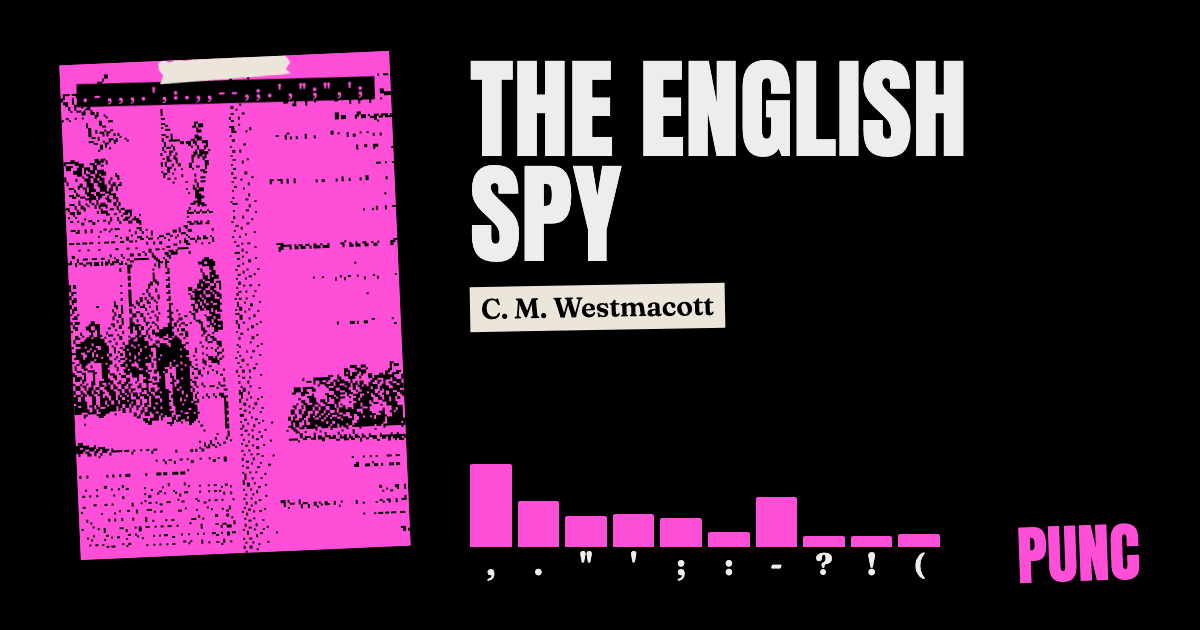 .-,,,.',:.,,--,;.',";",';
THE ENGLISH
SPY
C. M. Westmacott
, . " ' ; : - ? ! (
PUNC